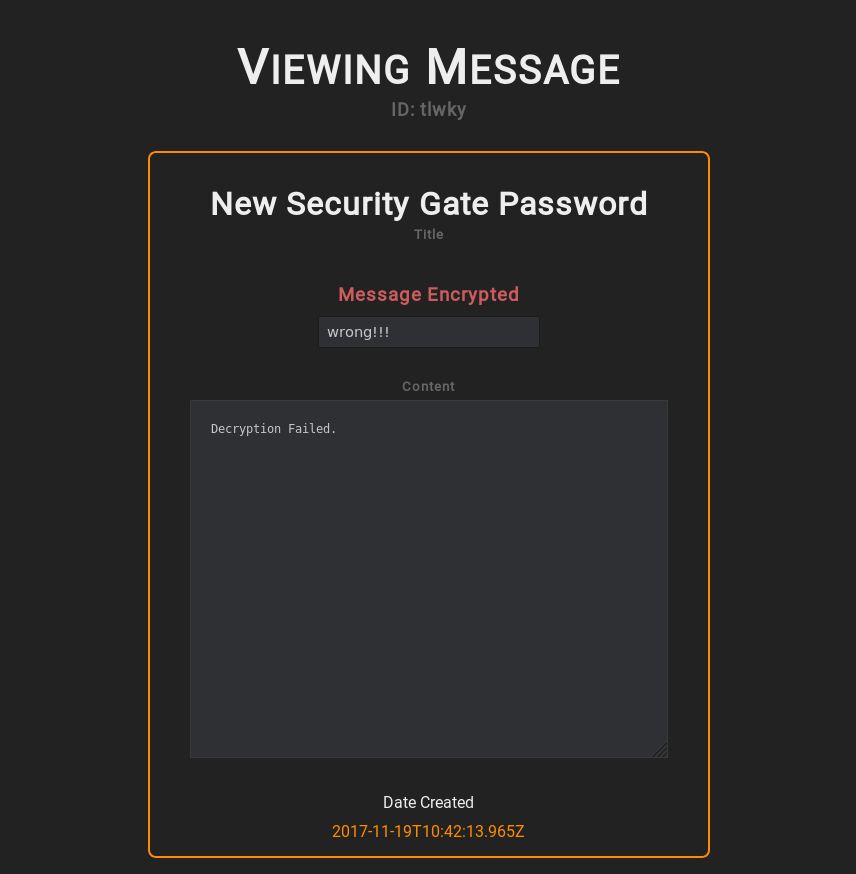 Viewing Message
ID: tlwky
New Security Gate Password
Title
Message Encrypted
wrong!!!
Content
Decryption Failed.
Date Created
2017-11-19T10:42:13.965Z